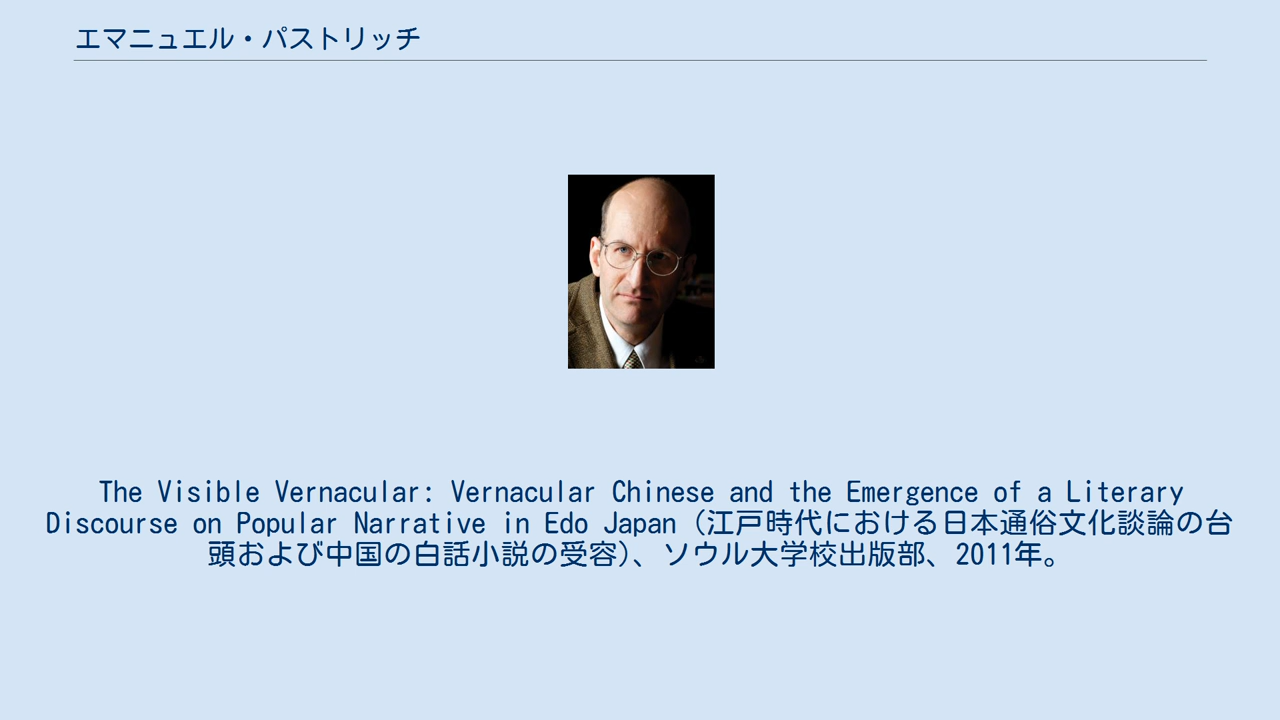 エマニュエル・パストリッチ
The Visible Vernacular: Vernacular Chinese and the Emergence of a Literary
Discourse on Popular Narrative in Edo Japan (江戸時代における日本通俗文化談論の台
頭および中国の白話小説の受容)、ソウル大学校出版部、2011年。